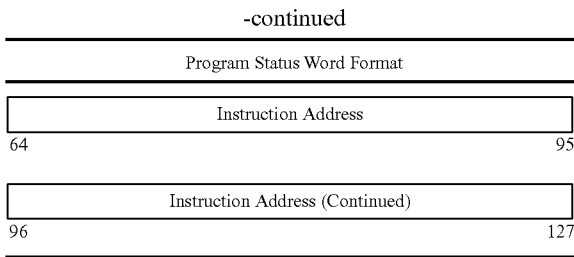 -continued
Program Status Word Format
Instruction Address
64 95
Instruction Address (Continued)
96 127